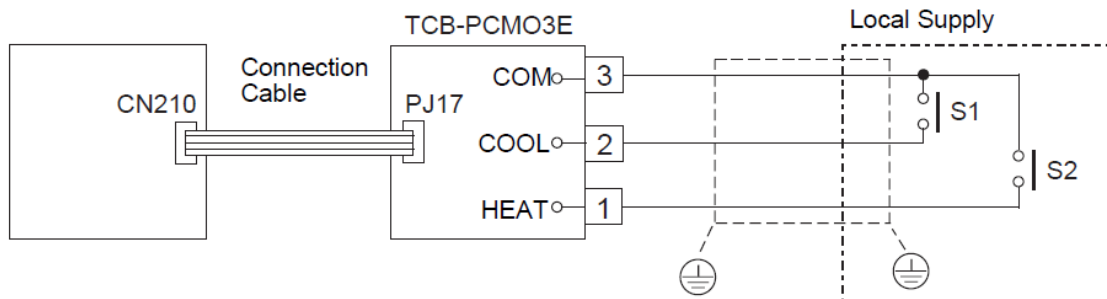 TCB-PCMO3E
Local Supply
Connection
Cable
CN210
PJ17
COM
3
S1
COOL
2
S2
HEAT
1